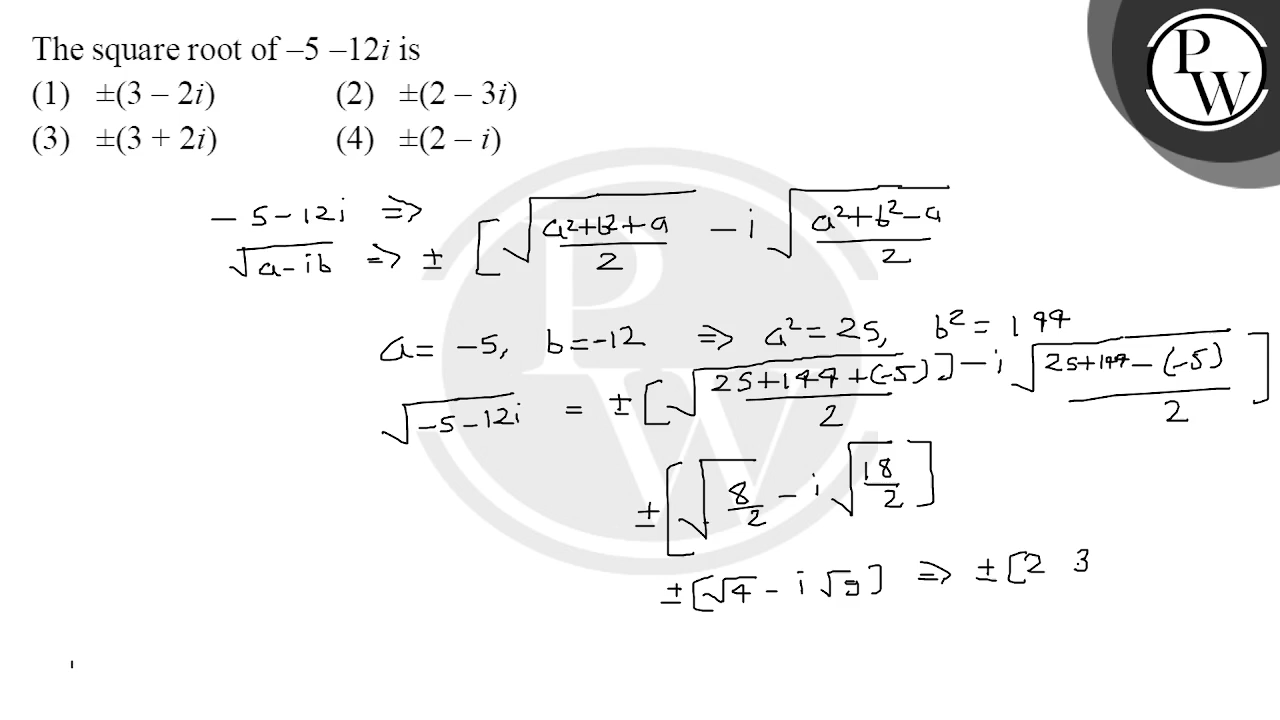 The square root of –5 –12i is
(1) ±(3 – 2i) (2) ±(2 – 3i)
(3) ±(3 + 2i) (4) ±(2 – i)
PW
- 5 - 12i ⇒
√(a - ib) ⇒ ± [√((a² + b² + a)/2) - i √((a² + b² - a)/2)
a = -5, b = -12 ⇒ a² = 25, b² = 144
√(-5 - 12i) = ± [√((25 + 144 + (-5))/2)] - i √((25 + 144 - (-5))/2)]
± [√(8/2) - i √(18/2)]
± [√4 - i √9] ⇒ ± [2 3